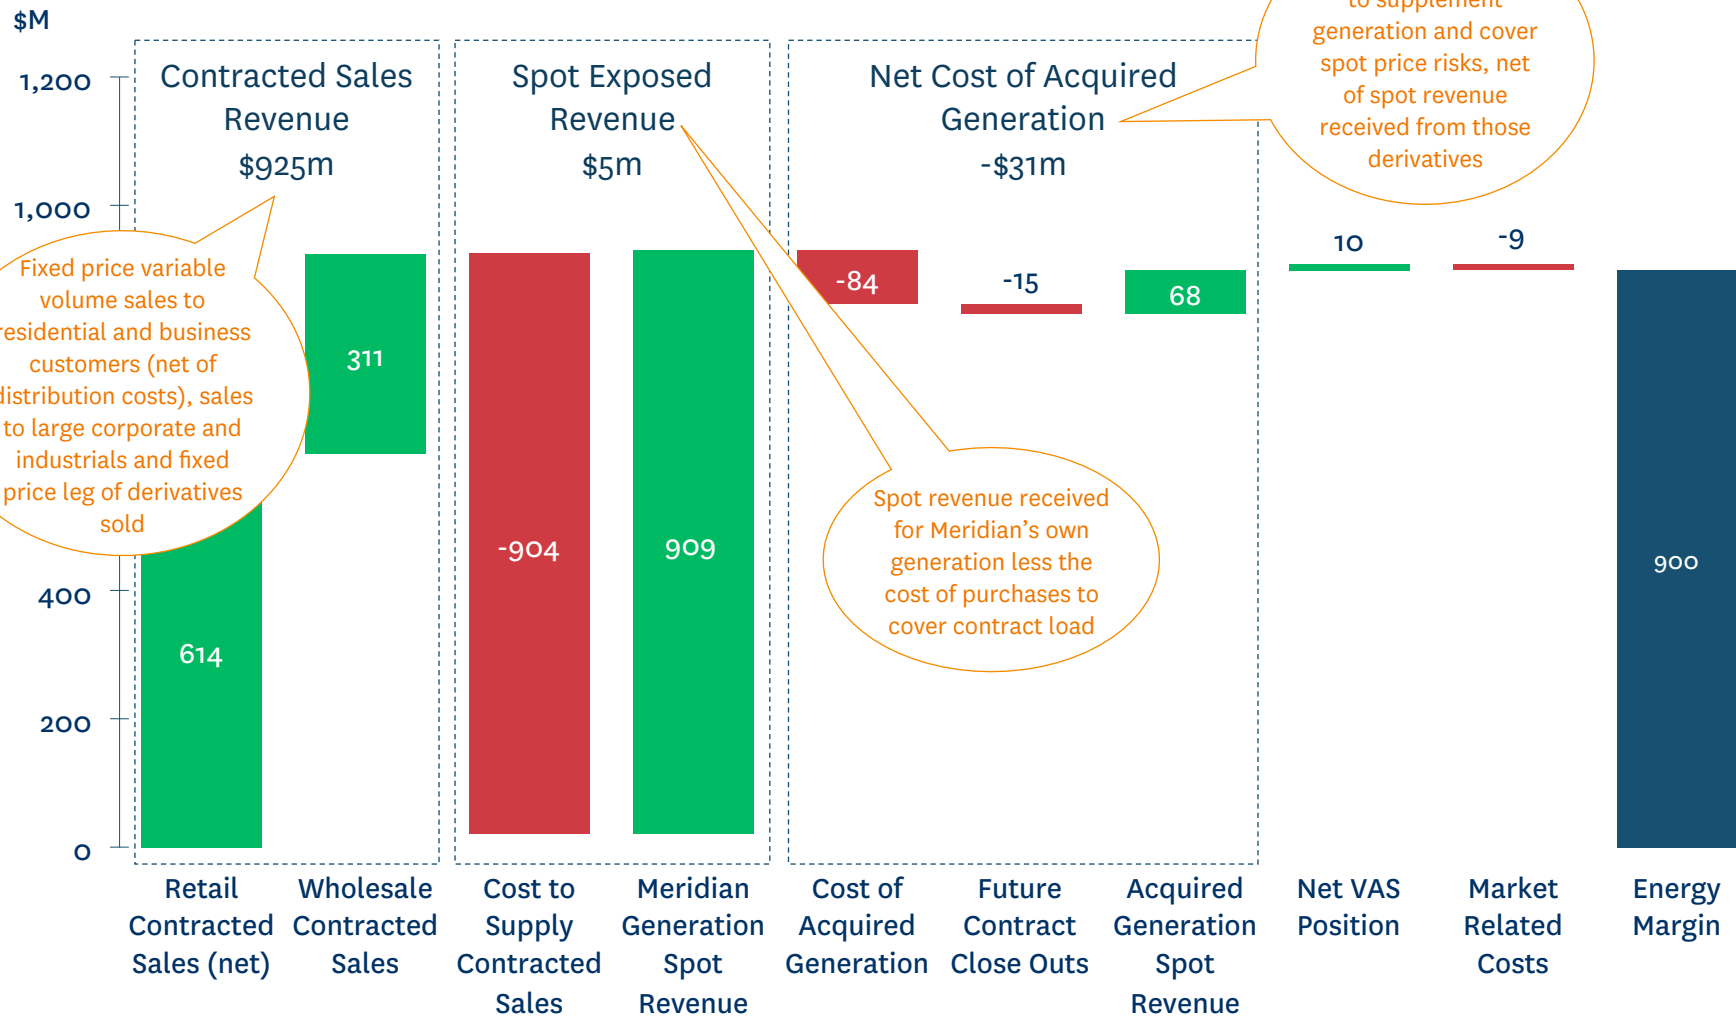 $M
1,200
1,000
400
200
0
Contracted Sales
Revenue
$925m
Spot Exposed
Revenue
$5m
Net Cost of Acquired
Generation
-$31m
to supplement
generation and cover
spot price risks, net
of spot revenue
received from those
derivatives
Fixed price variable
volume sales to
residential and business
customers (net of
distribution costs), sales
to large corporate and
industrials and fixed
price leg of derivatives
sold
Spot revenue received
for Meridian's own
generation less the
cost of purchases to
cover contract load
614
311
-904
909
-84
-15
68
10
-9
900
Retail
Contracted
Sales (net)
Wholesale
Contracted
Sales
Cost to
Supply
Contracted
Sales
Meridian
Generation
Spot
Revenue
Cost of
Acquired
Generation
Future
Contract
Close Outs
Acquired
Generation
Spot
Revenue
Net VAS
Position
Market
Related
Costs
Energy
Margin